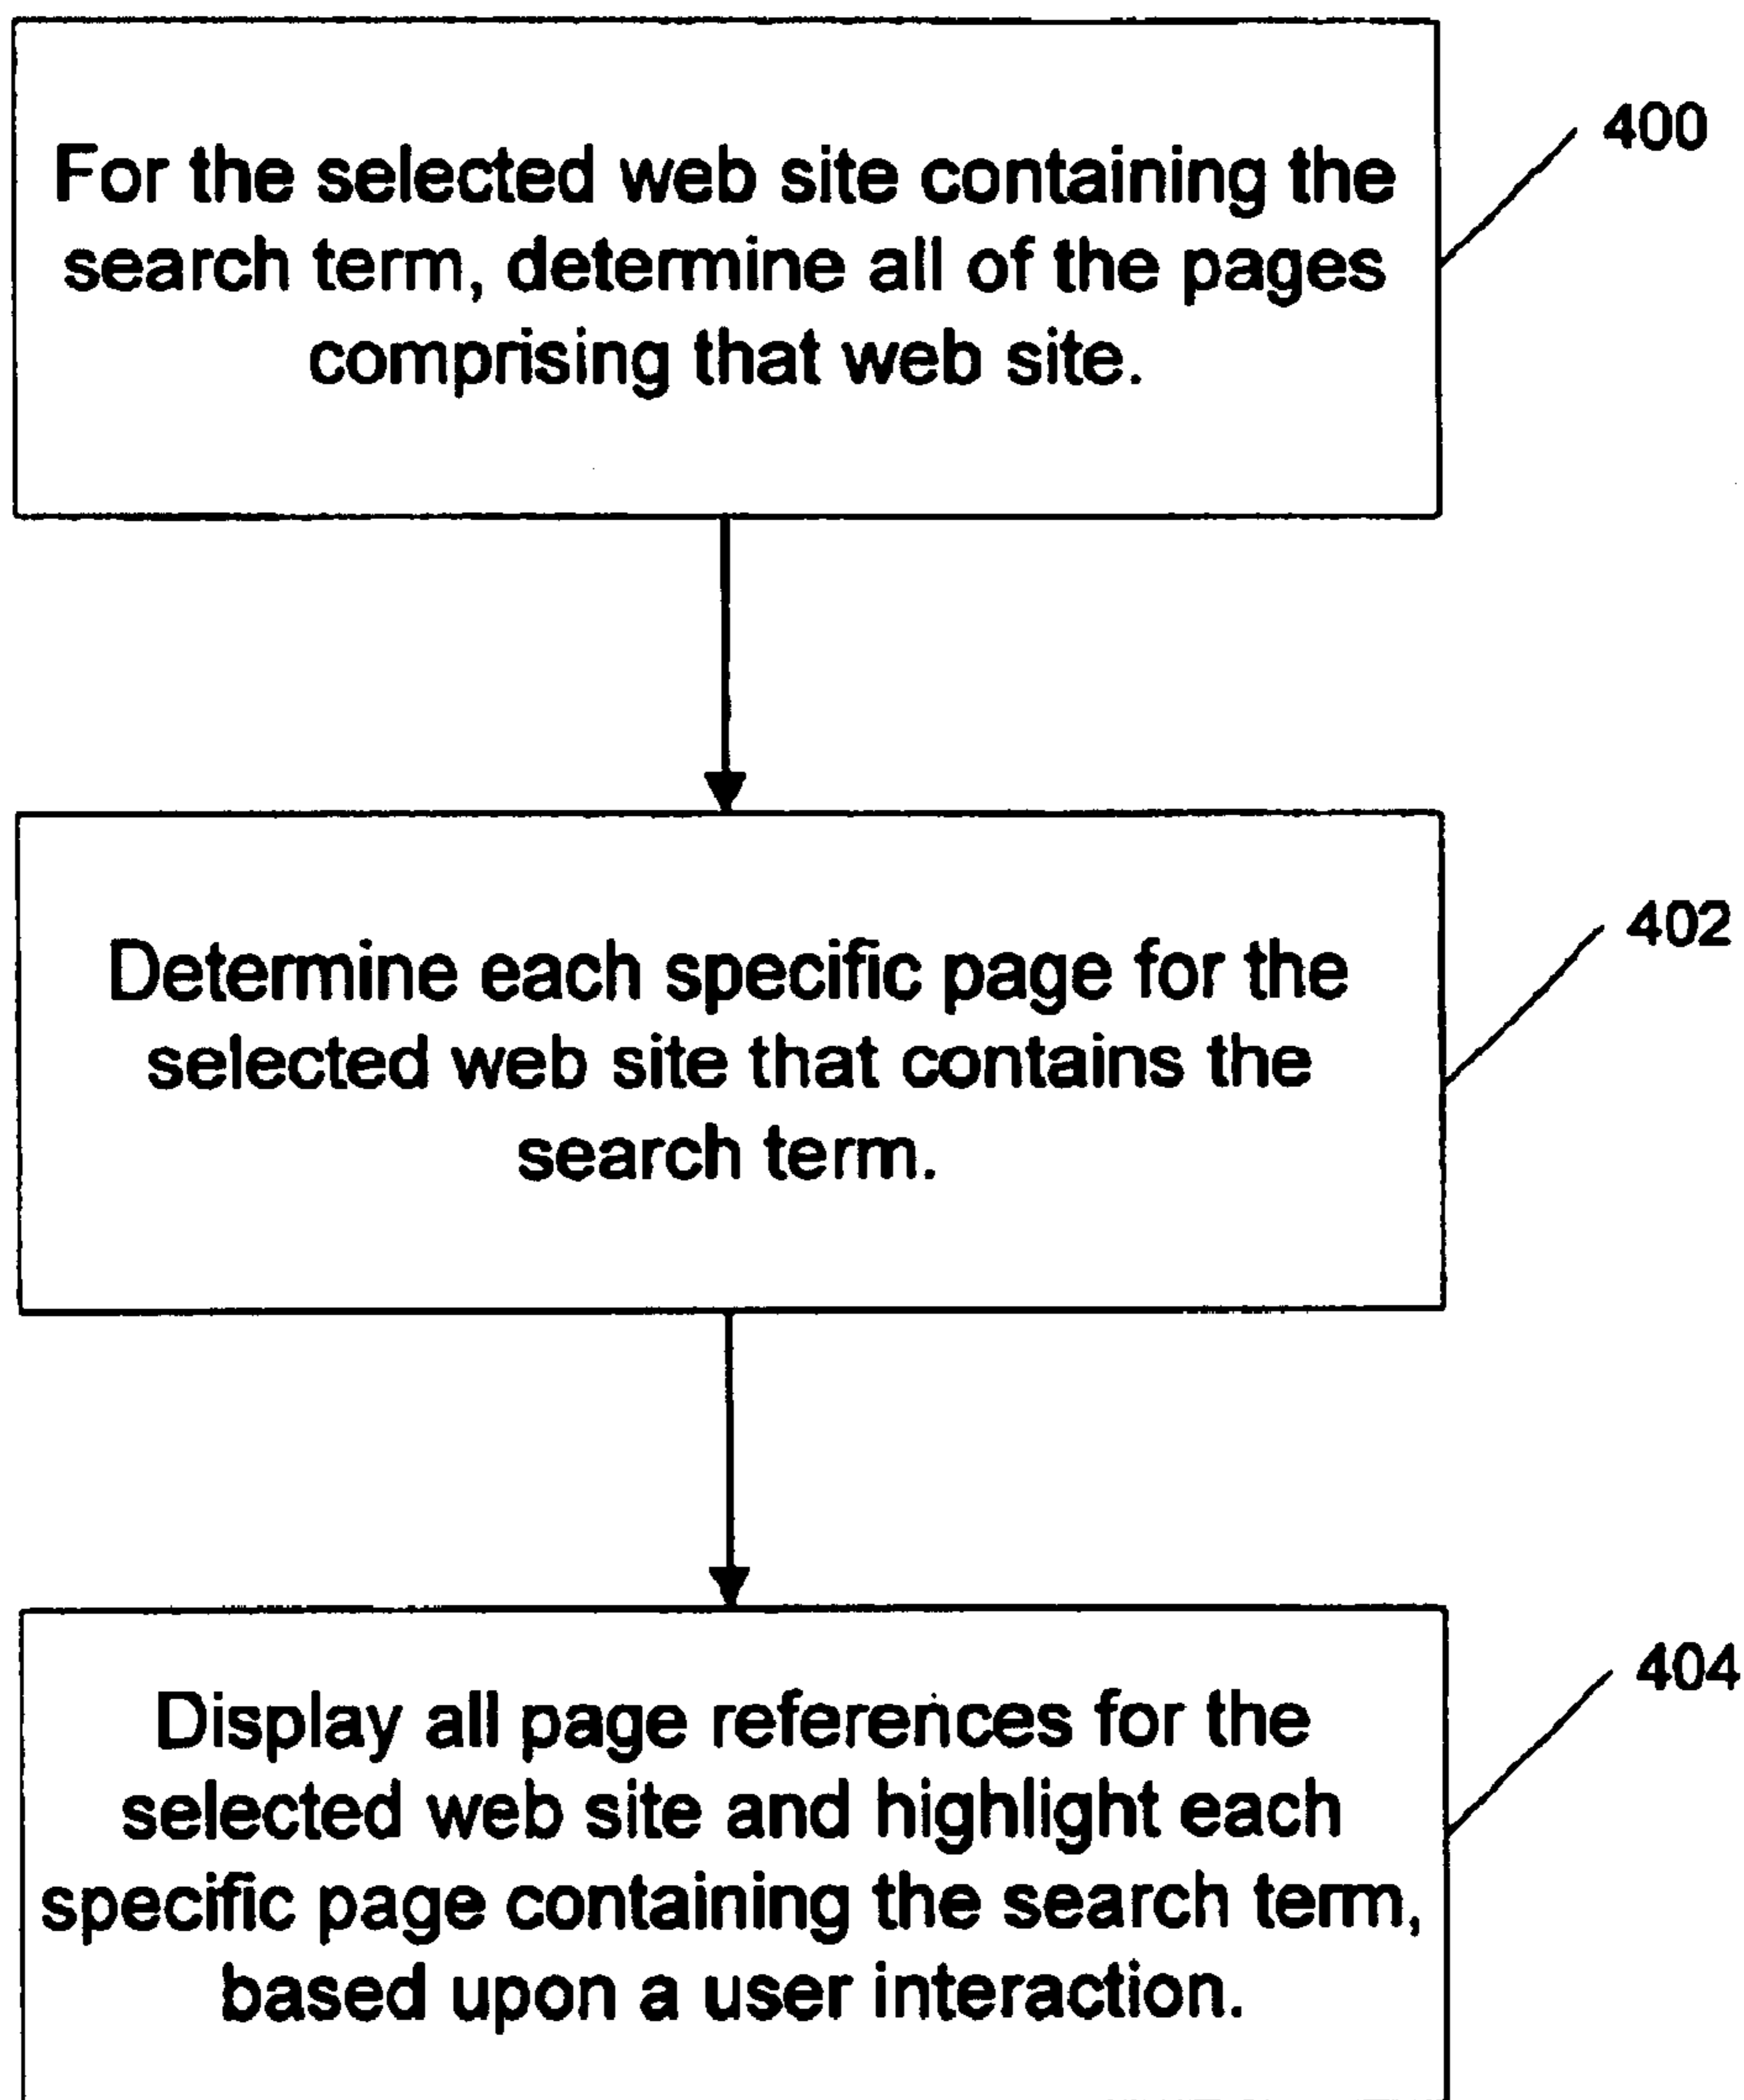 For the selected web site containing the
search term, determine all of the pages
comprising that web site.
400
Determine each specific page for the
selected web site that contains the
search term.
402
Display all page references for the
selected web site and highlight each
specific page containing the search term,
based upon a user interaction.
404